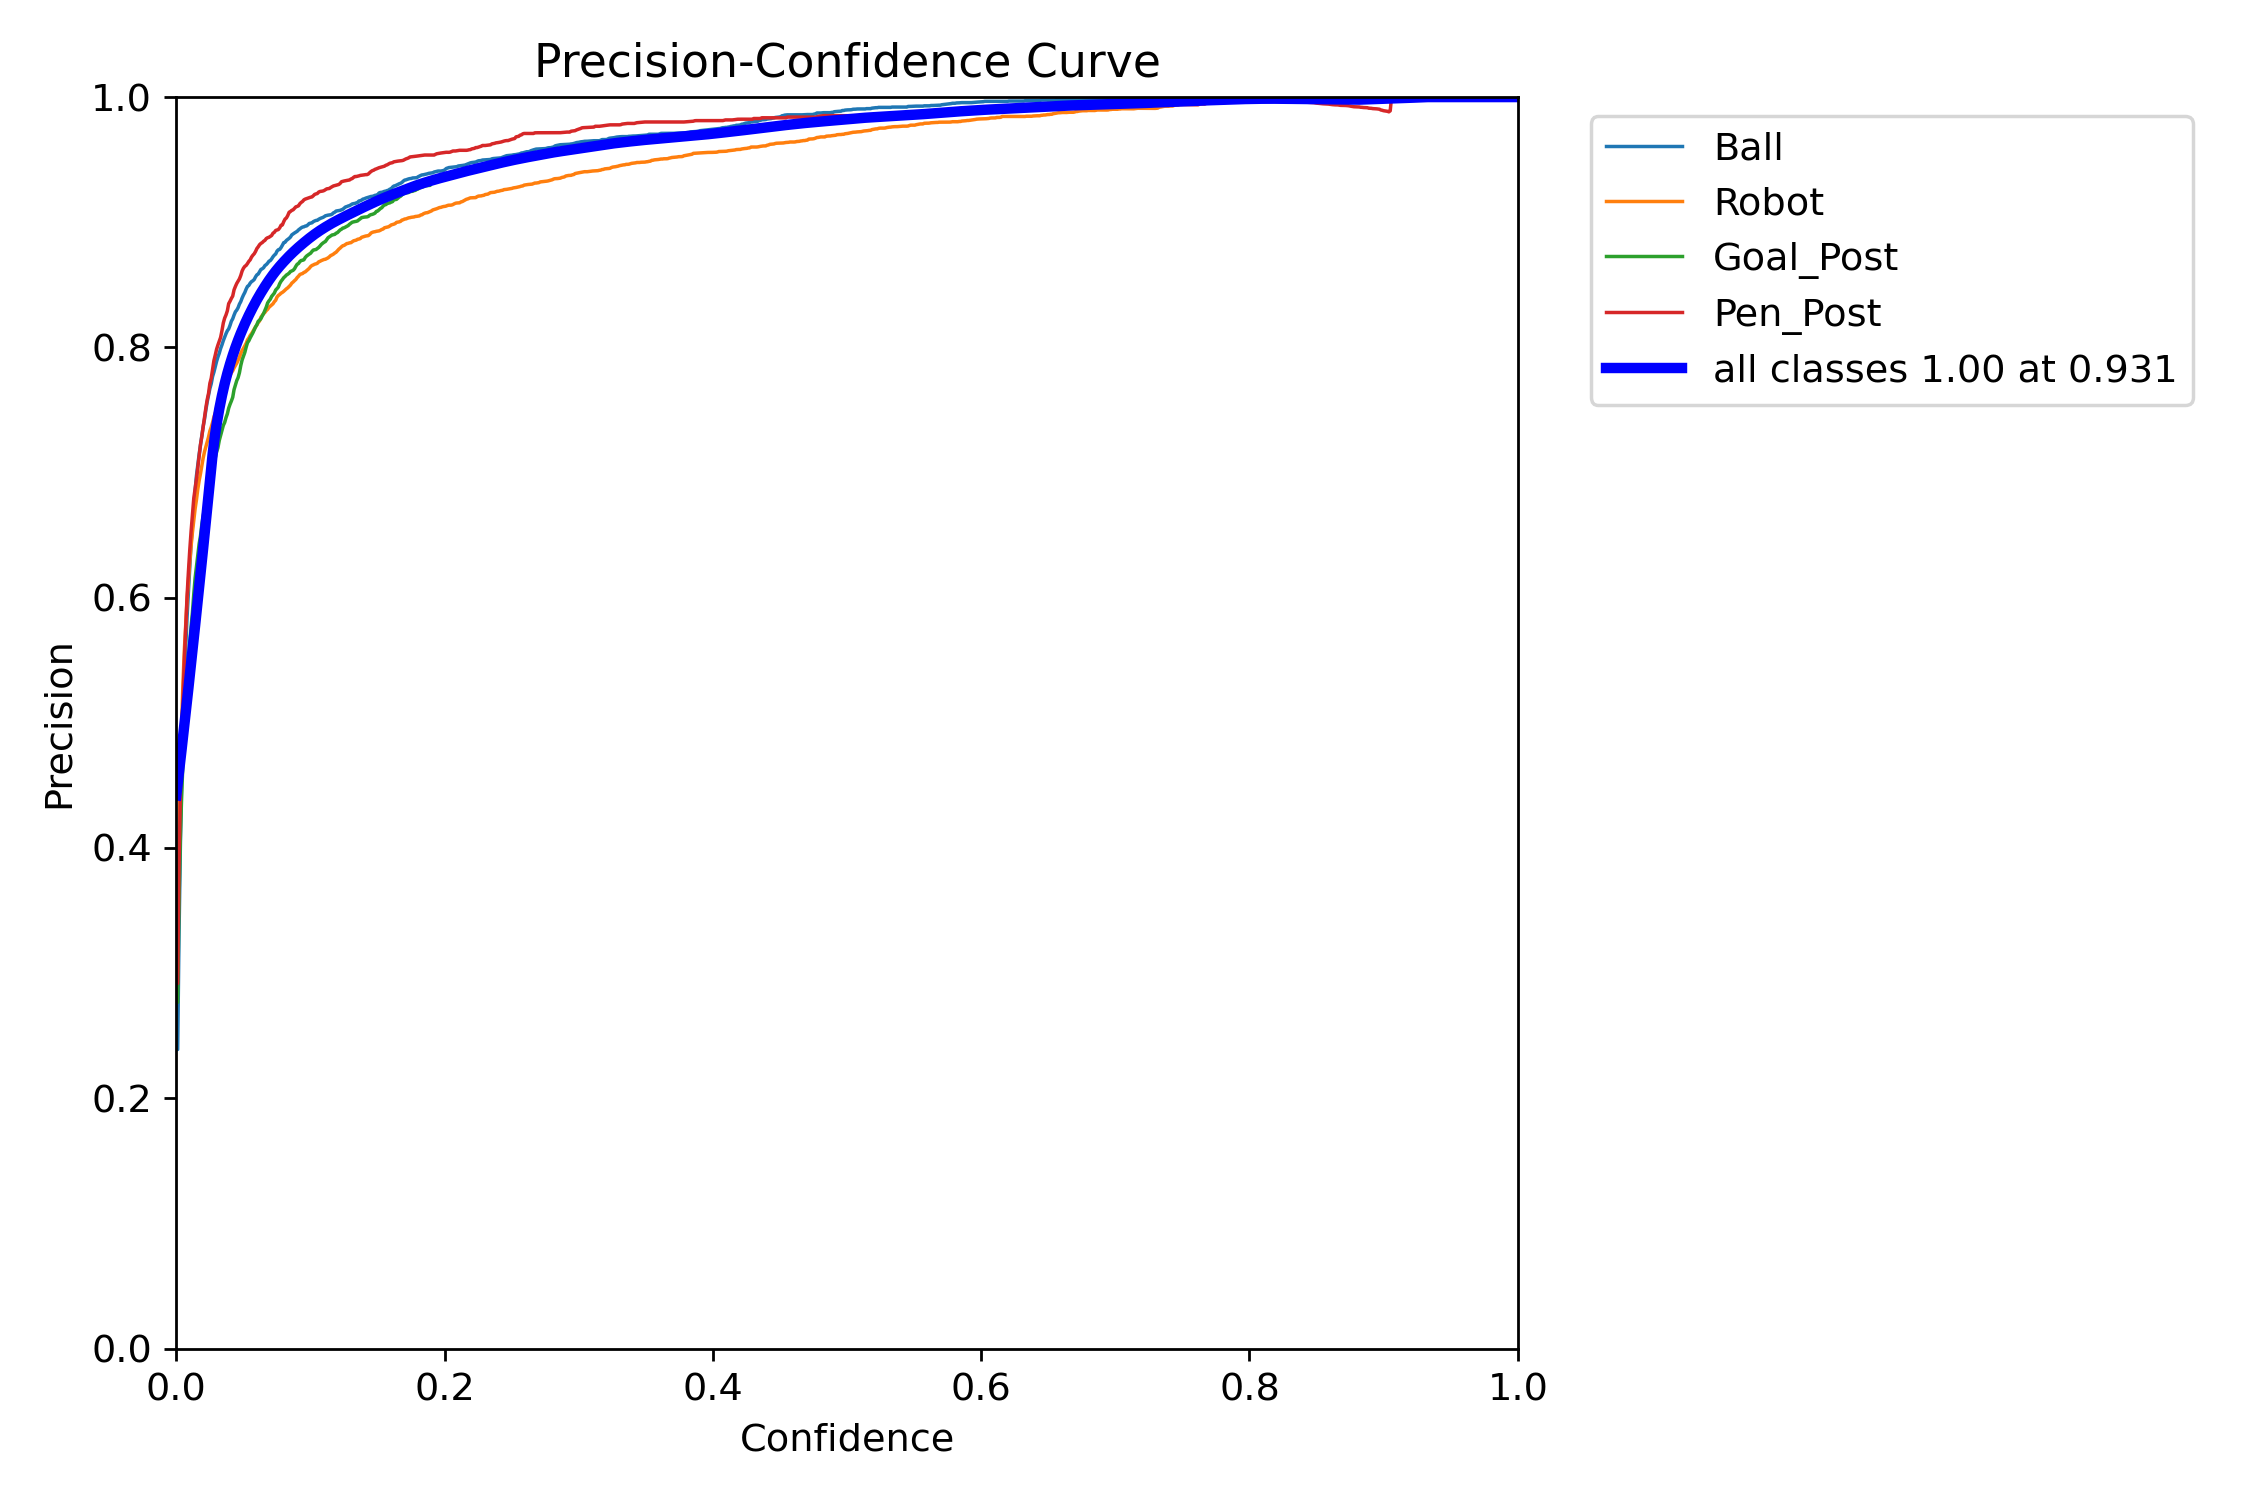 Precision-Confidence Curve
1.0
0.8
0.6
0.4
0.2
0.0
Precision
0.0 0.2 0.4 0.6 0.8 1.0
Confidence
Ball
Robot
Goal_Post
Pen_Post
all classes 1.00 at 0.931